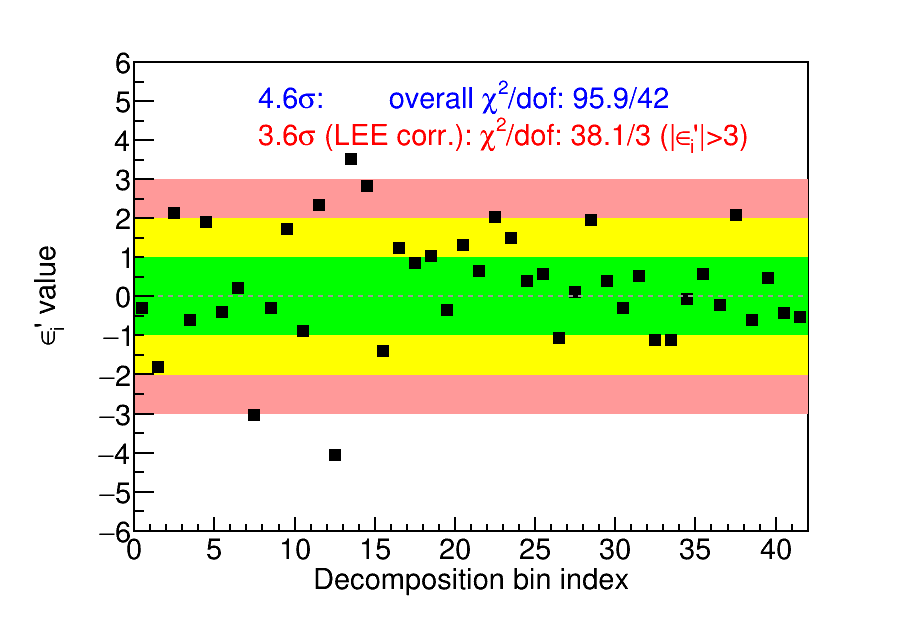 4.6σ: overall χ²/dof: 95.9/42
3.6σ (LEE corr.): χ²/dof: 38.1/3 (|ϵᵢ'|>3)
6
5
4
3
2
1
0
−1
−2
−3
−4
−5
−6
ϵᵢ' value
0 5 10 15 20 25 30 35 40
Decomposition bin index